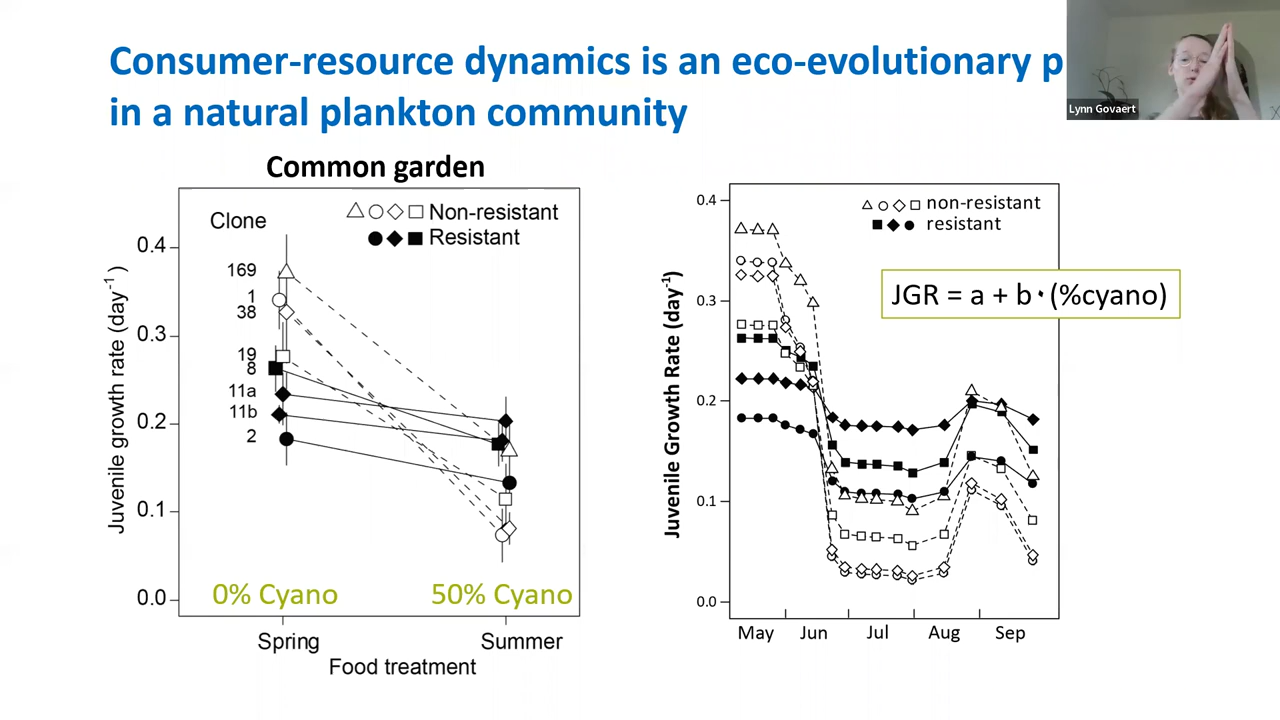 Consumer-resource dynamics is an eco-evolutionary p
in a natural plankton community
Lynn Govaert
Common garden
Clone
Non-resistant
Resistant
169
1
38
19
8
11a
11b
2
0.4
0.3
0.2
0.1
0.0
Juvenile growth rate (day⁻¹ )
0% Cyano
50% Cyano
Spring
Summer
Food treatment
non-resistant
resistant
JGR = a + b · (%cyano)
0.4
0.3
0.2
0.1
0.0
Juvenile Growth Rate (day⁻¹)
May Jun Jul Aug Sep